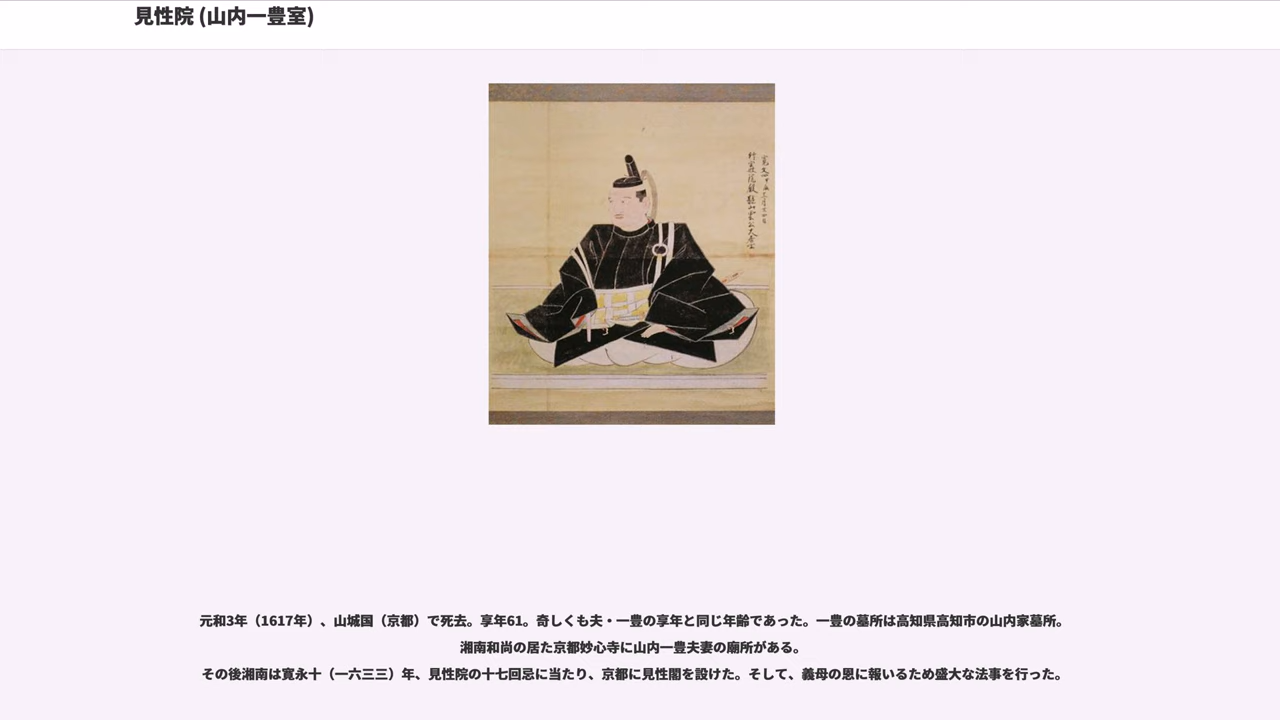 見性院 (山内一豊室)
元和3年（1617年）、山城国（京都）で死去。享年61。奇しくも夫・一豊の享年と同じ年齢であった。一豊の墓所は高知県高知市の山内家墓所。
湘南和尚の居た京都妙心寺に山内一豊夫妻の廟所がある。
その後湘南は寛永十（一六三三）年、見性院の十七回忌に当たり、京都に見性閣を設けた。そして、義母の恩に報いるため盛大な法事を行った。